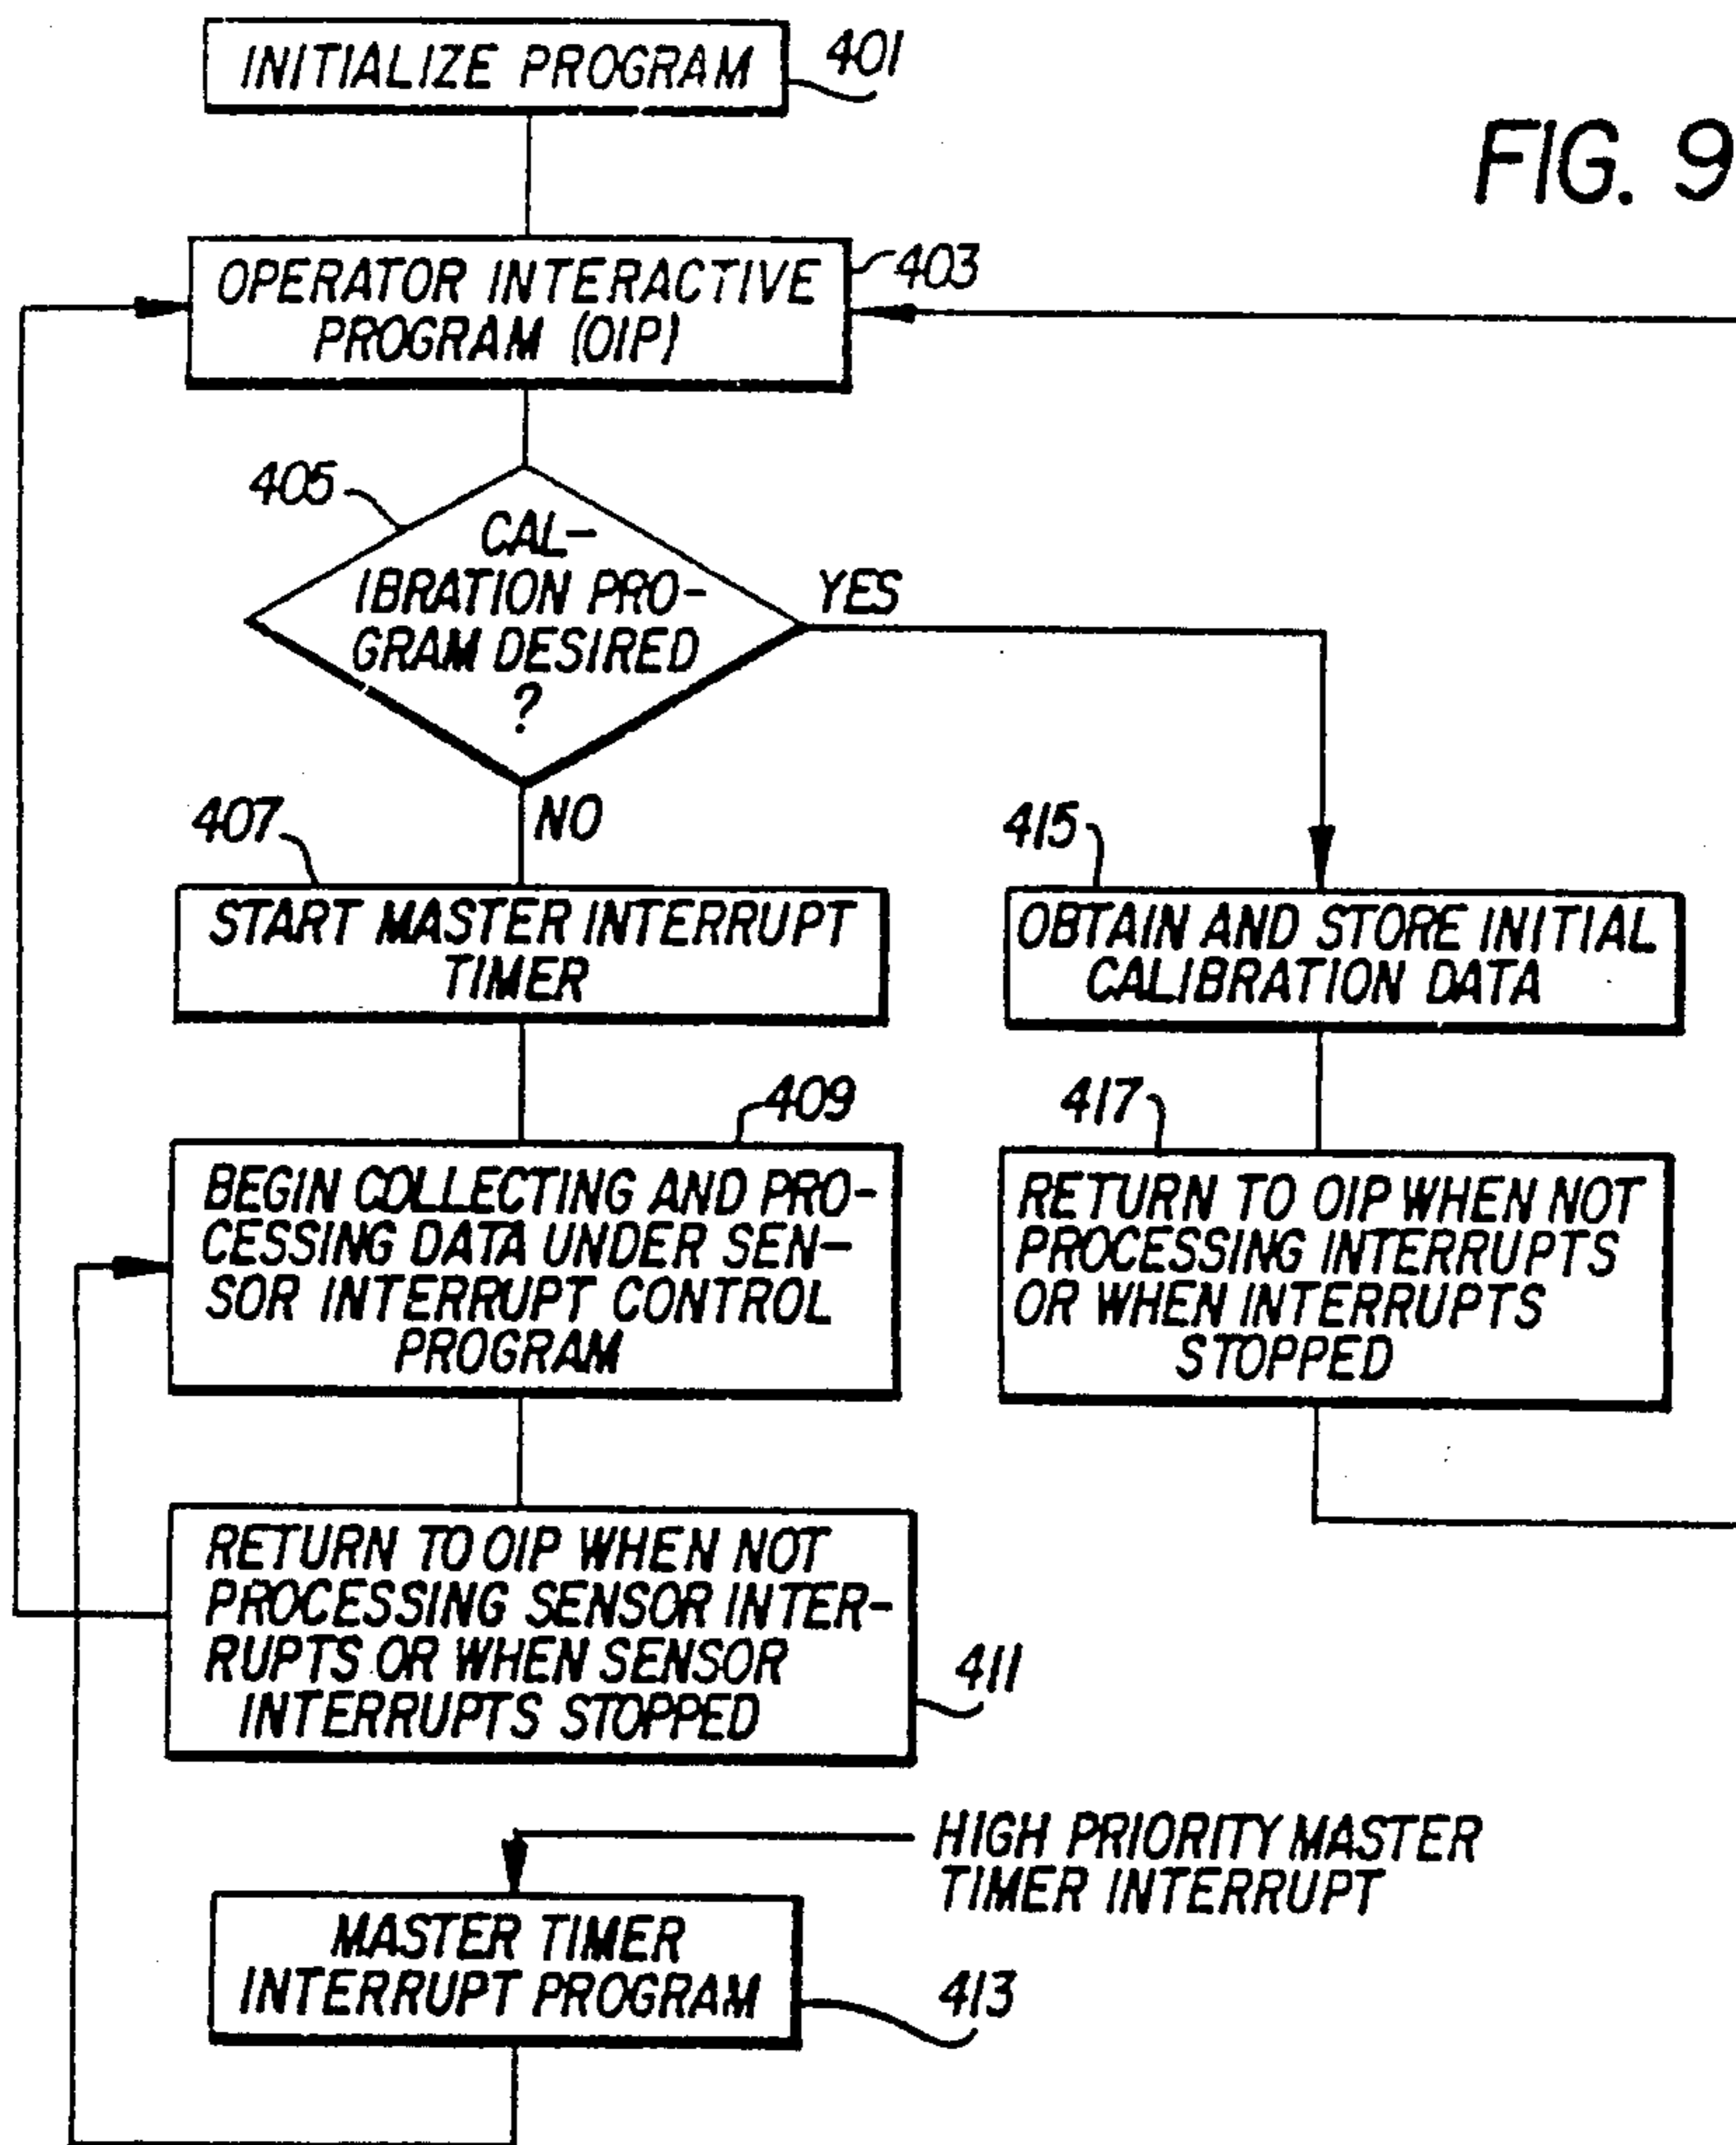 INITIALIZE PROGRAM
401
FIG. 9
OPERATOR INTERACTIVE
PROGRAM (OIP)
403
405
CAL-
IBRATION PRO-
GRAM DESIRED
?
YES
NO
407
START MASTER INTERRUPT
TIMER
415
OBTAIN AND STORE INITIAL
CALIBRATION DATA
409
BEGIN COLLECTING AND PRO-
CESSING DATA UNDER SEN-
SOR INTERRUPT CONTROL
PROGRAM
417
RETURN TO OIP WHEN NOT
PROCESSING INTERRUPTS
OR WHEN INTERRUPTS
STOPPED
RETURN TO OIP WHEN NOT
PROCESSING SENSOR INTER-
RUPTS OR WHEN SENSOR
INTERRUPTS STOPPED
411
HIGH PRIORITY MASTER
TIMER INTERRUPT
MASTER TIMER
INTERRUPT PROGRAM
413